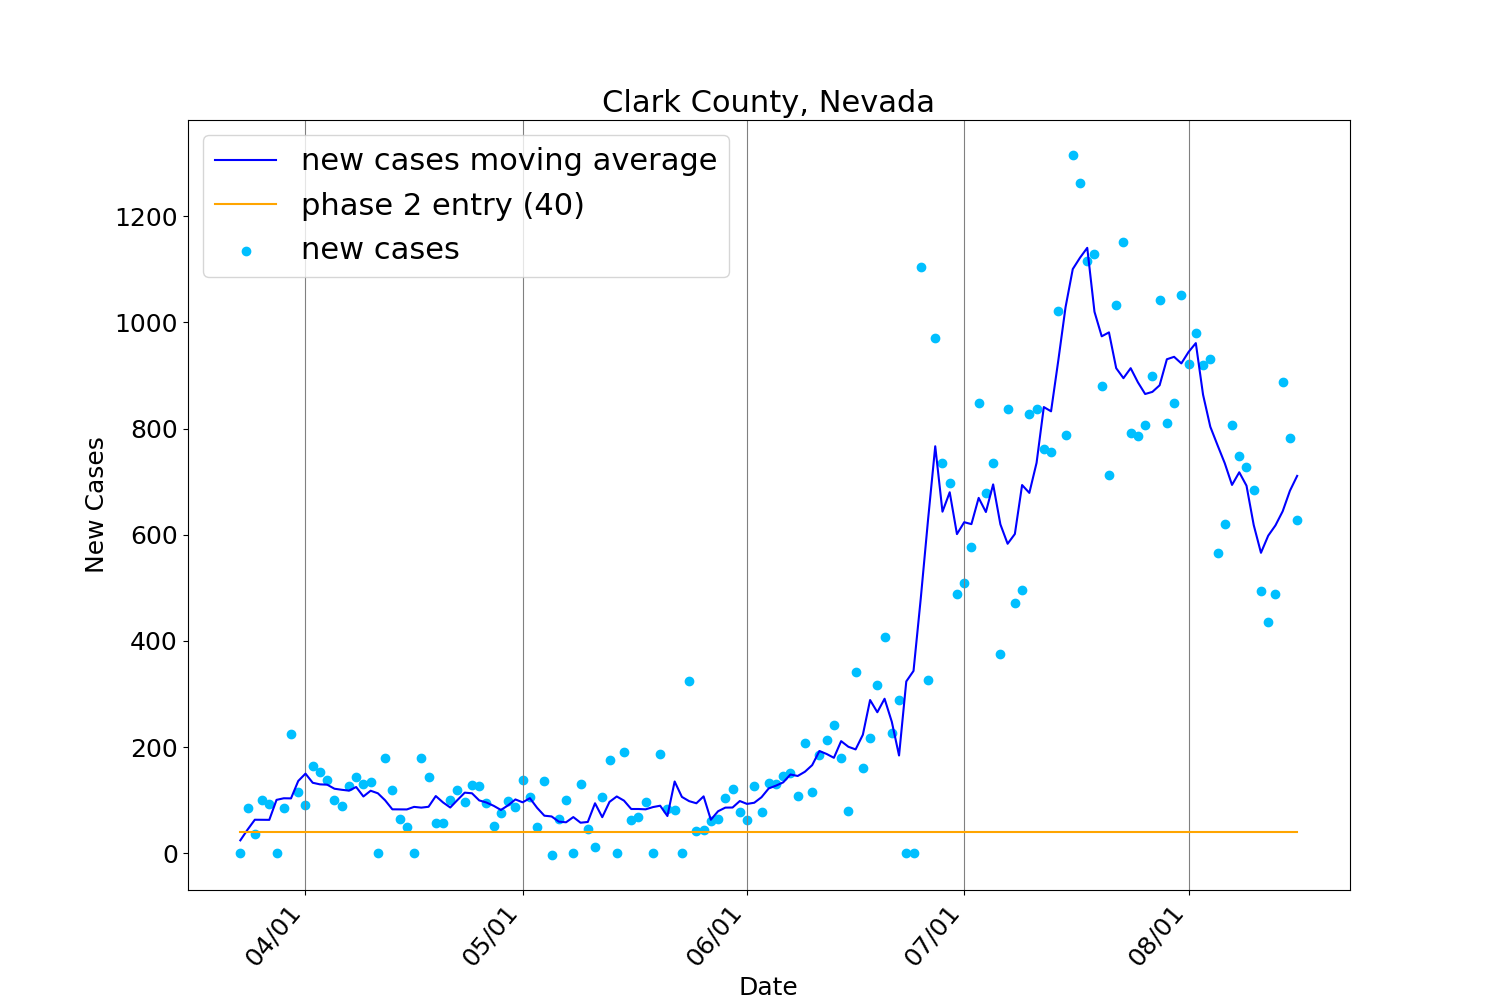 Clark County, Nevada
new cases moving average
phase 2 entry (40)
new cases
1200
1000
800
600
400
200
0
New Cases
04/01
05/01
06/01
07/01
08/01
Date